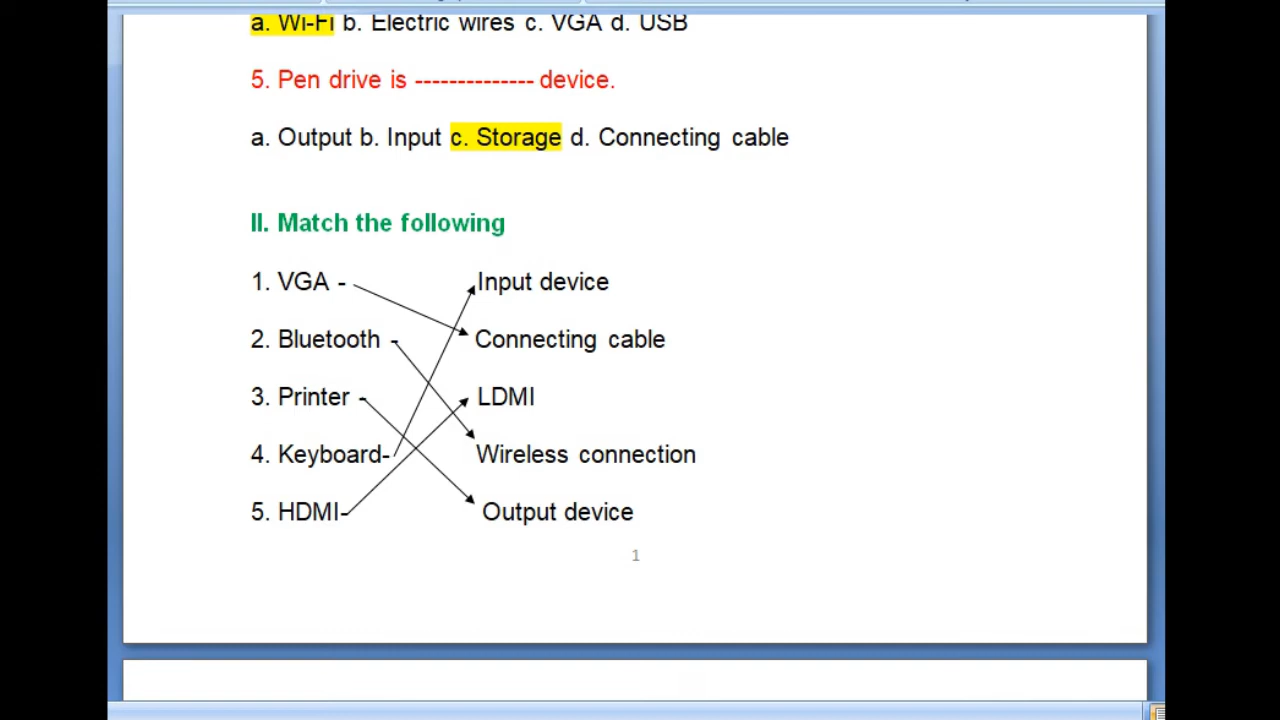 a. Wi-Fi b. Electric wires c. VGA d. USB
5. Pen drive is -------------- device.
a. Output b. Input c. Storage d. Connecting cable
II. Match the following
1. VGA - Input device
2. Bluetooth - Connecting cable
3. Printer - LDMI
4. Keyboard- Wireless connection
5. HDMI- Output device
1